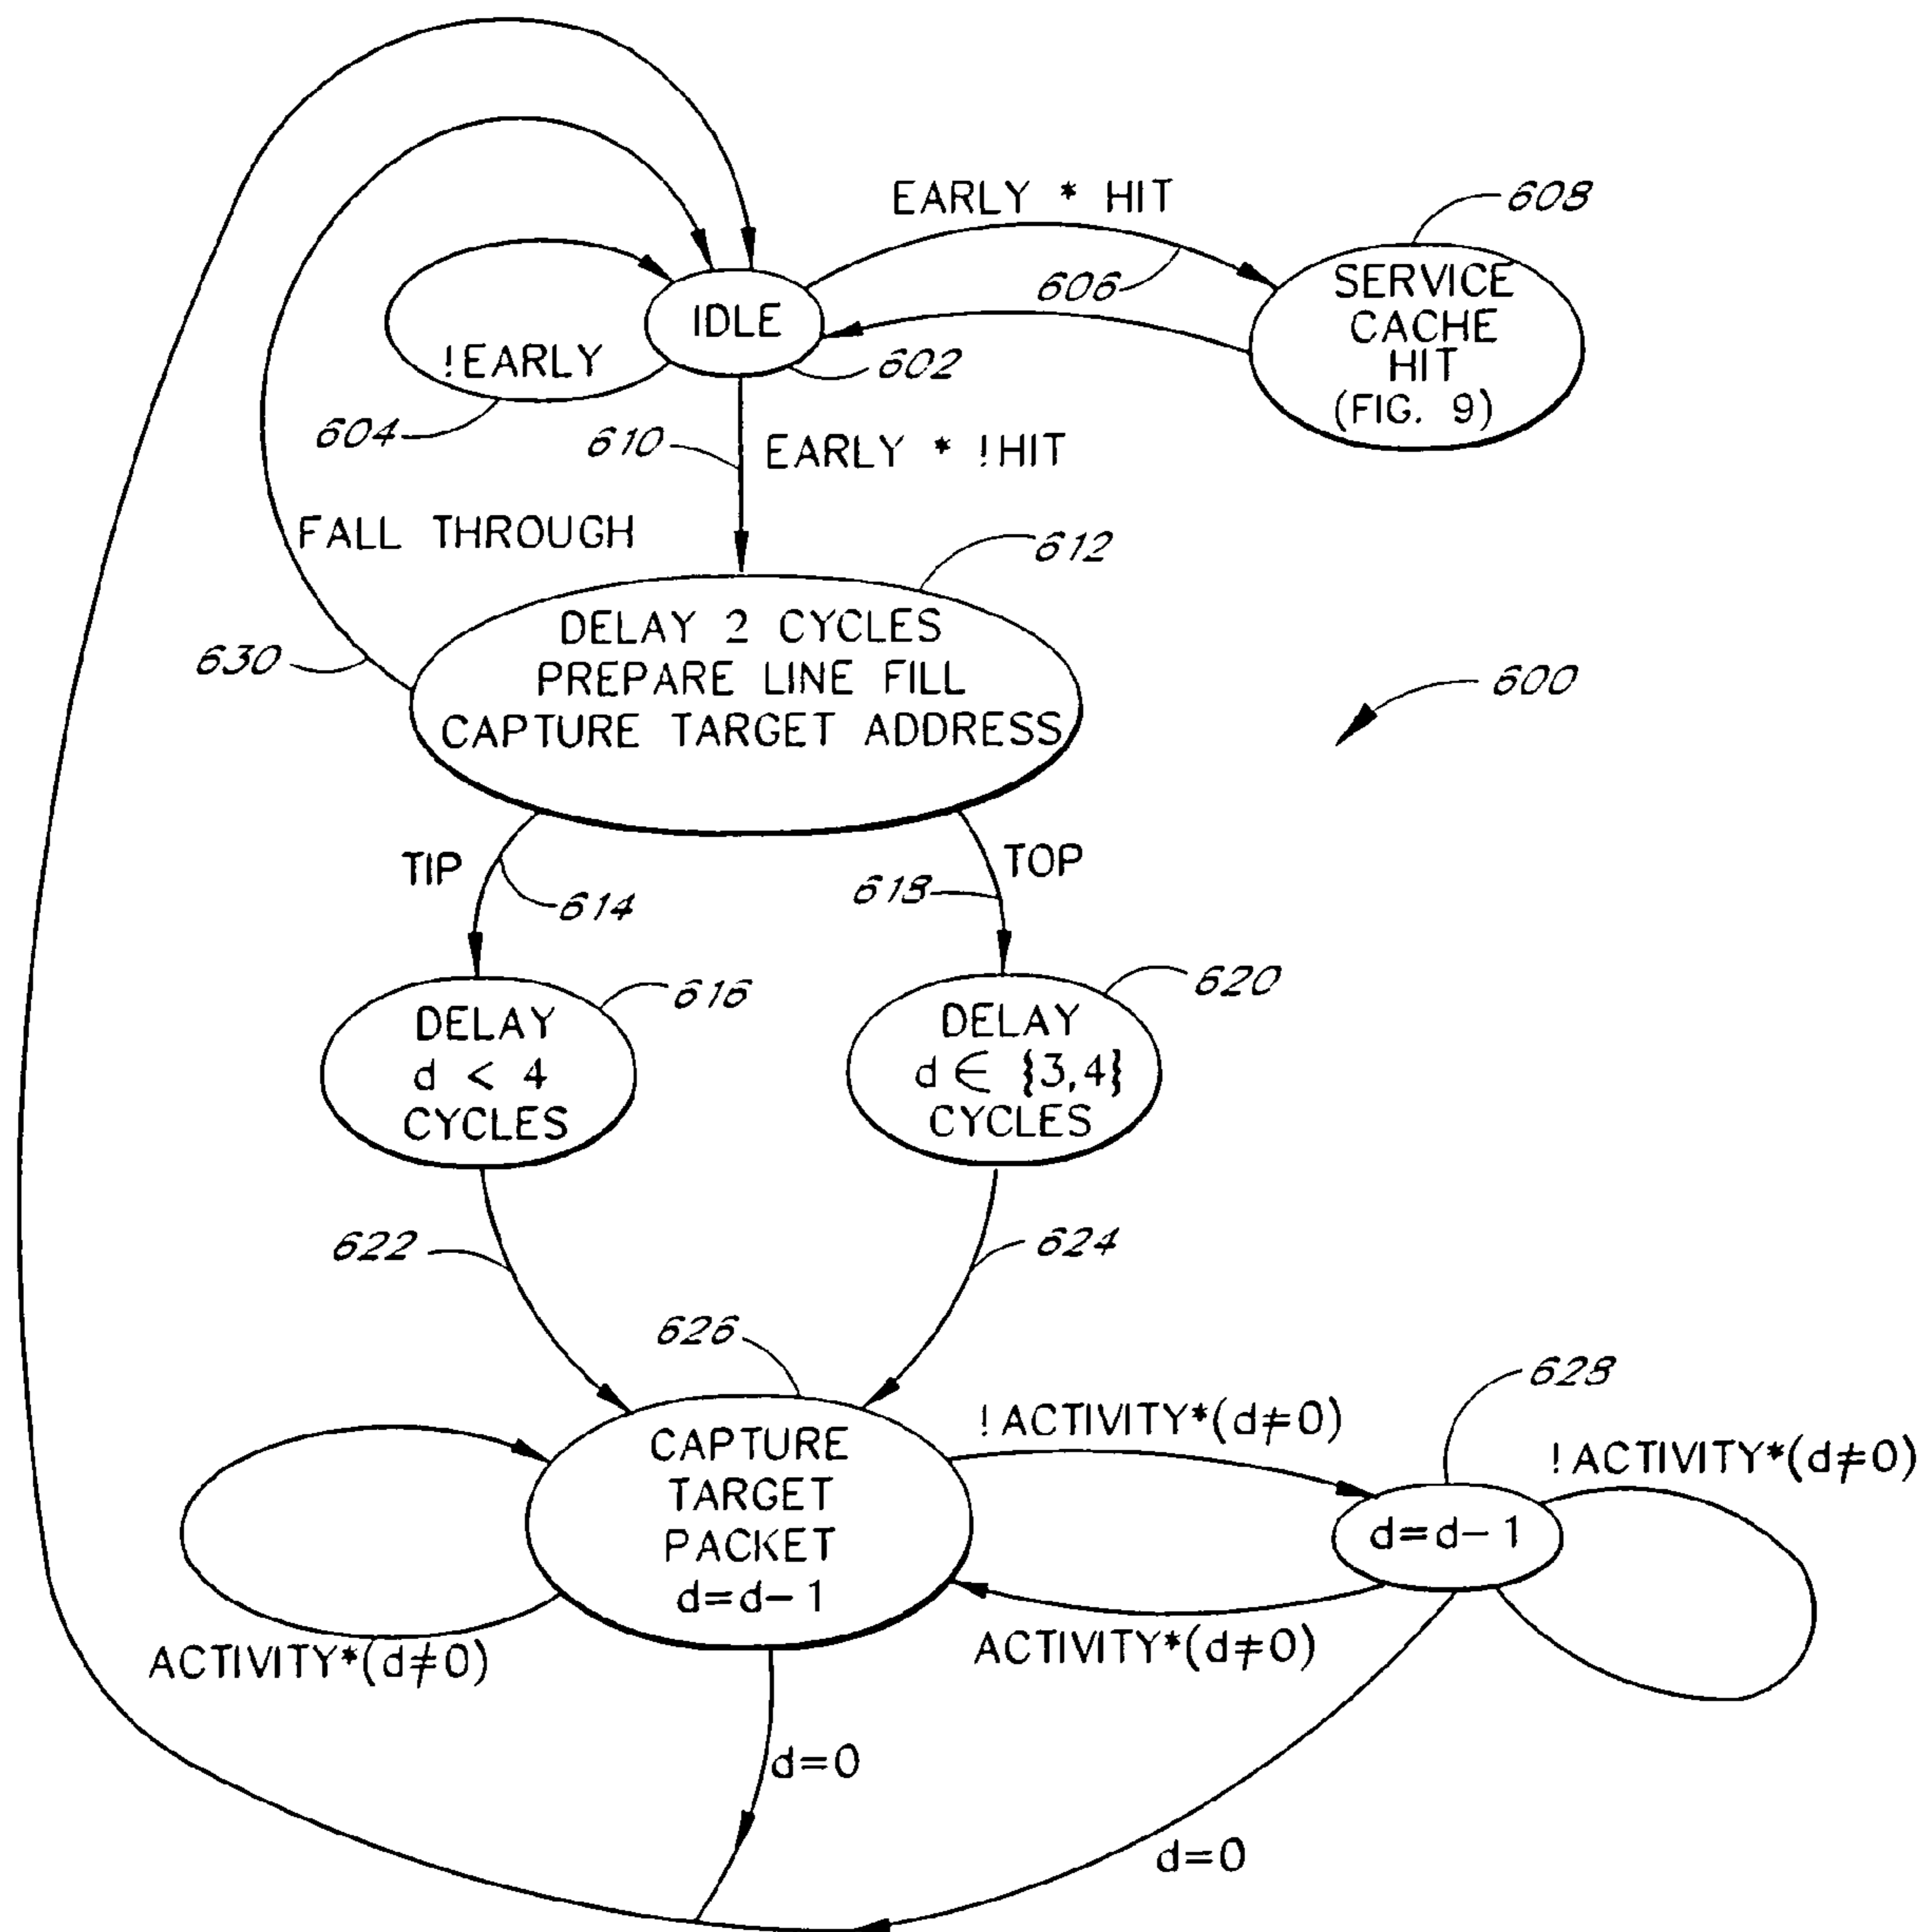 EARLY * HIT
608
606
SERVICE
CACHE
HIT
(FIG. 9)
IDLE
!EARLY
602
604
610
EARLY * !HIT
FALL THROUGH
612
DELAY 2 CYCLES
PREPARE LINE FILL
CAPTURE TARGET ADDRESS
630
600
TIP
614
618
TOP
616
620
DELAY
d < 4
CYCLES
DELAY
d ∈ {3,4}
CYCLES
622
624
626
628
CAPTURE
TARGET
PACKET
d=d-1
! ACTIVITY*(d≠0)
! ACTIVITY*(d≠0)
d=d-1
ACTIVITY*(d≠0)
ACTIVITY*(d≠0)
d=0
d=0